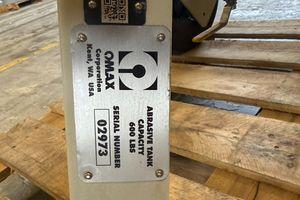 OMAX
Corporation
Kent, WA USA
ABRASIVE TANK
CAPACITY
600 LBS
SERIAL NUMBER
02973